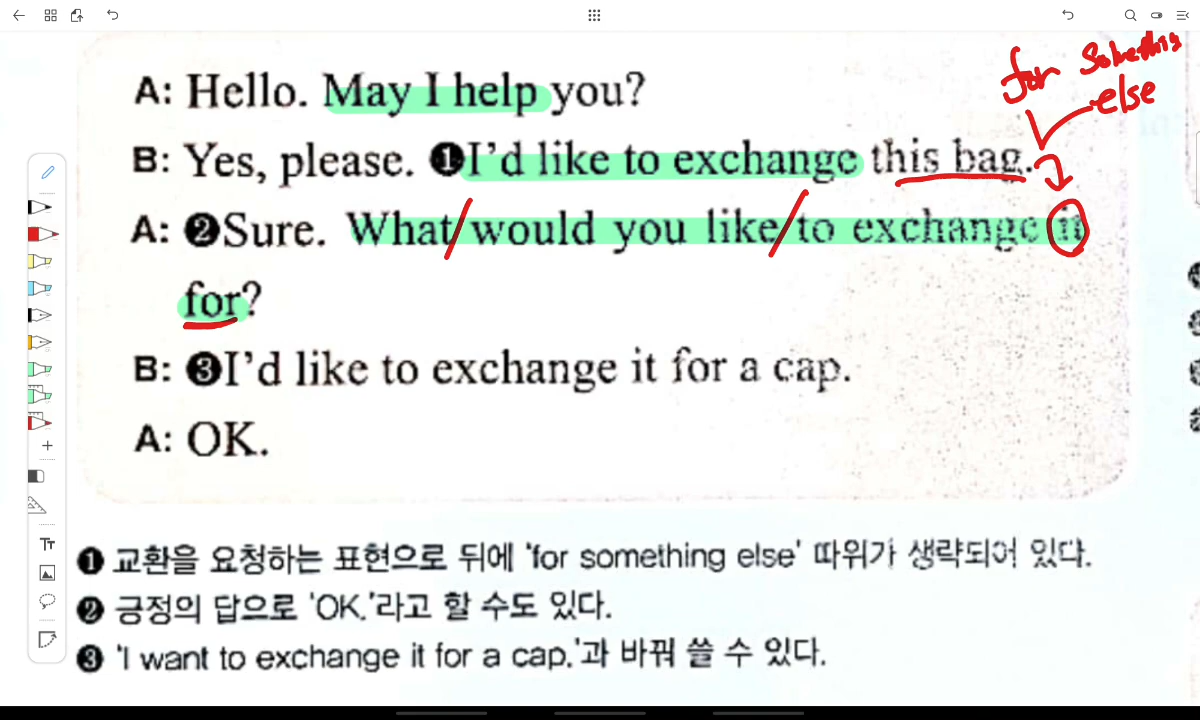 for something
else
A: Hello. May I help you?
B: Yes, please. ❶I'd like to exchange this bag.
A: ❷Sure. What would you like to exchange it
for?
B: ❸I'd like to exchange it for a cap.
A: OK.
❶ 교환을 요청하는 표현으로 뒤에 'for something else' 따위가 생략되어 있다.
❷ 긍정의 답으로 'OK.'라고 할 수도 있다.
❸ 'I want to exchange it for a cap.'과 바꿔 쓸 수 있다.
Tt